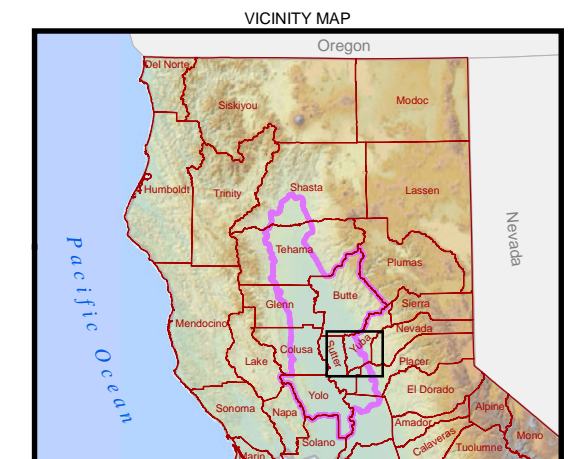 VICINITY MAP
Oregon
Del Norte
Siskiyou
Modoc
Humboldt
Trinity
Shasta
Lassen
Nevada
Tehama
Plumas
Pacific Ocean
Glenn
Butte
Sierra
Mendocino
Nevada
Colusa
Sutter
Yuba
Lake
Placer
El Dorado
Yolo
Sonoma
Napa
Alpine
Amador
Solano
Calaveras
Mono
Tuolumne
Marin